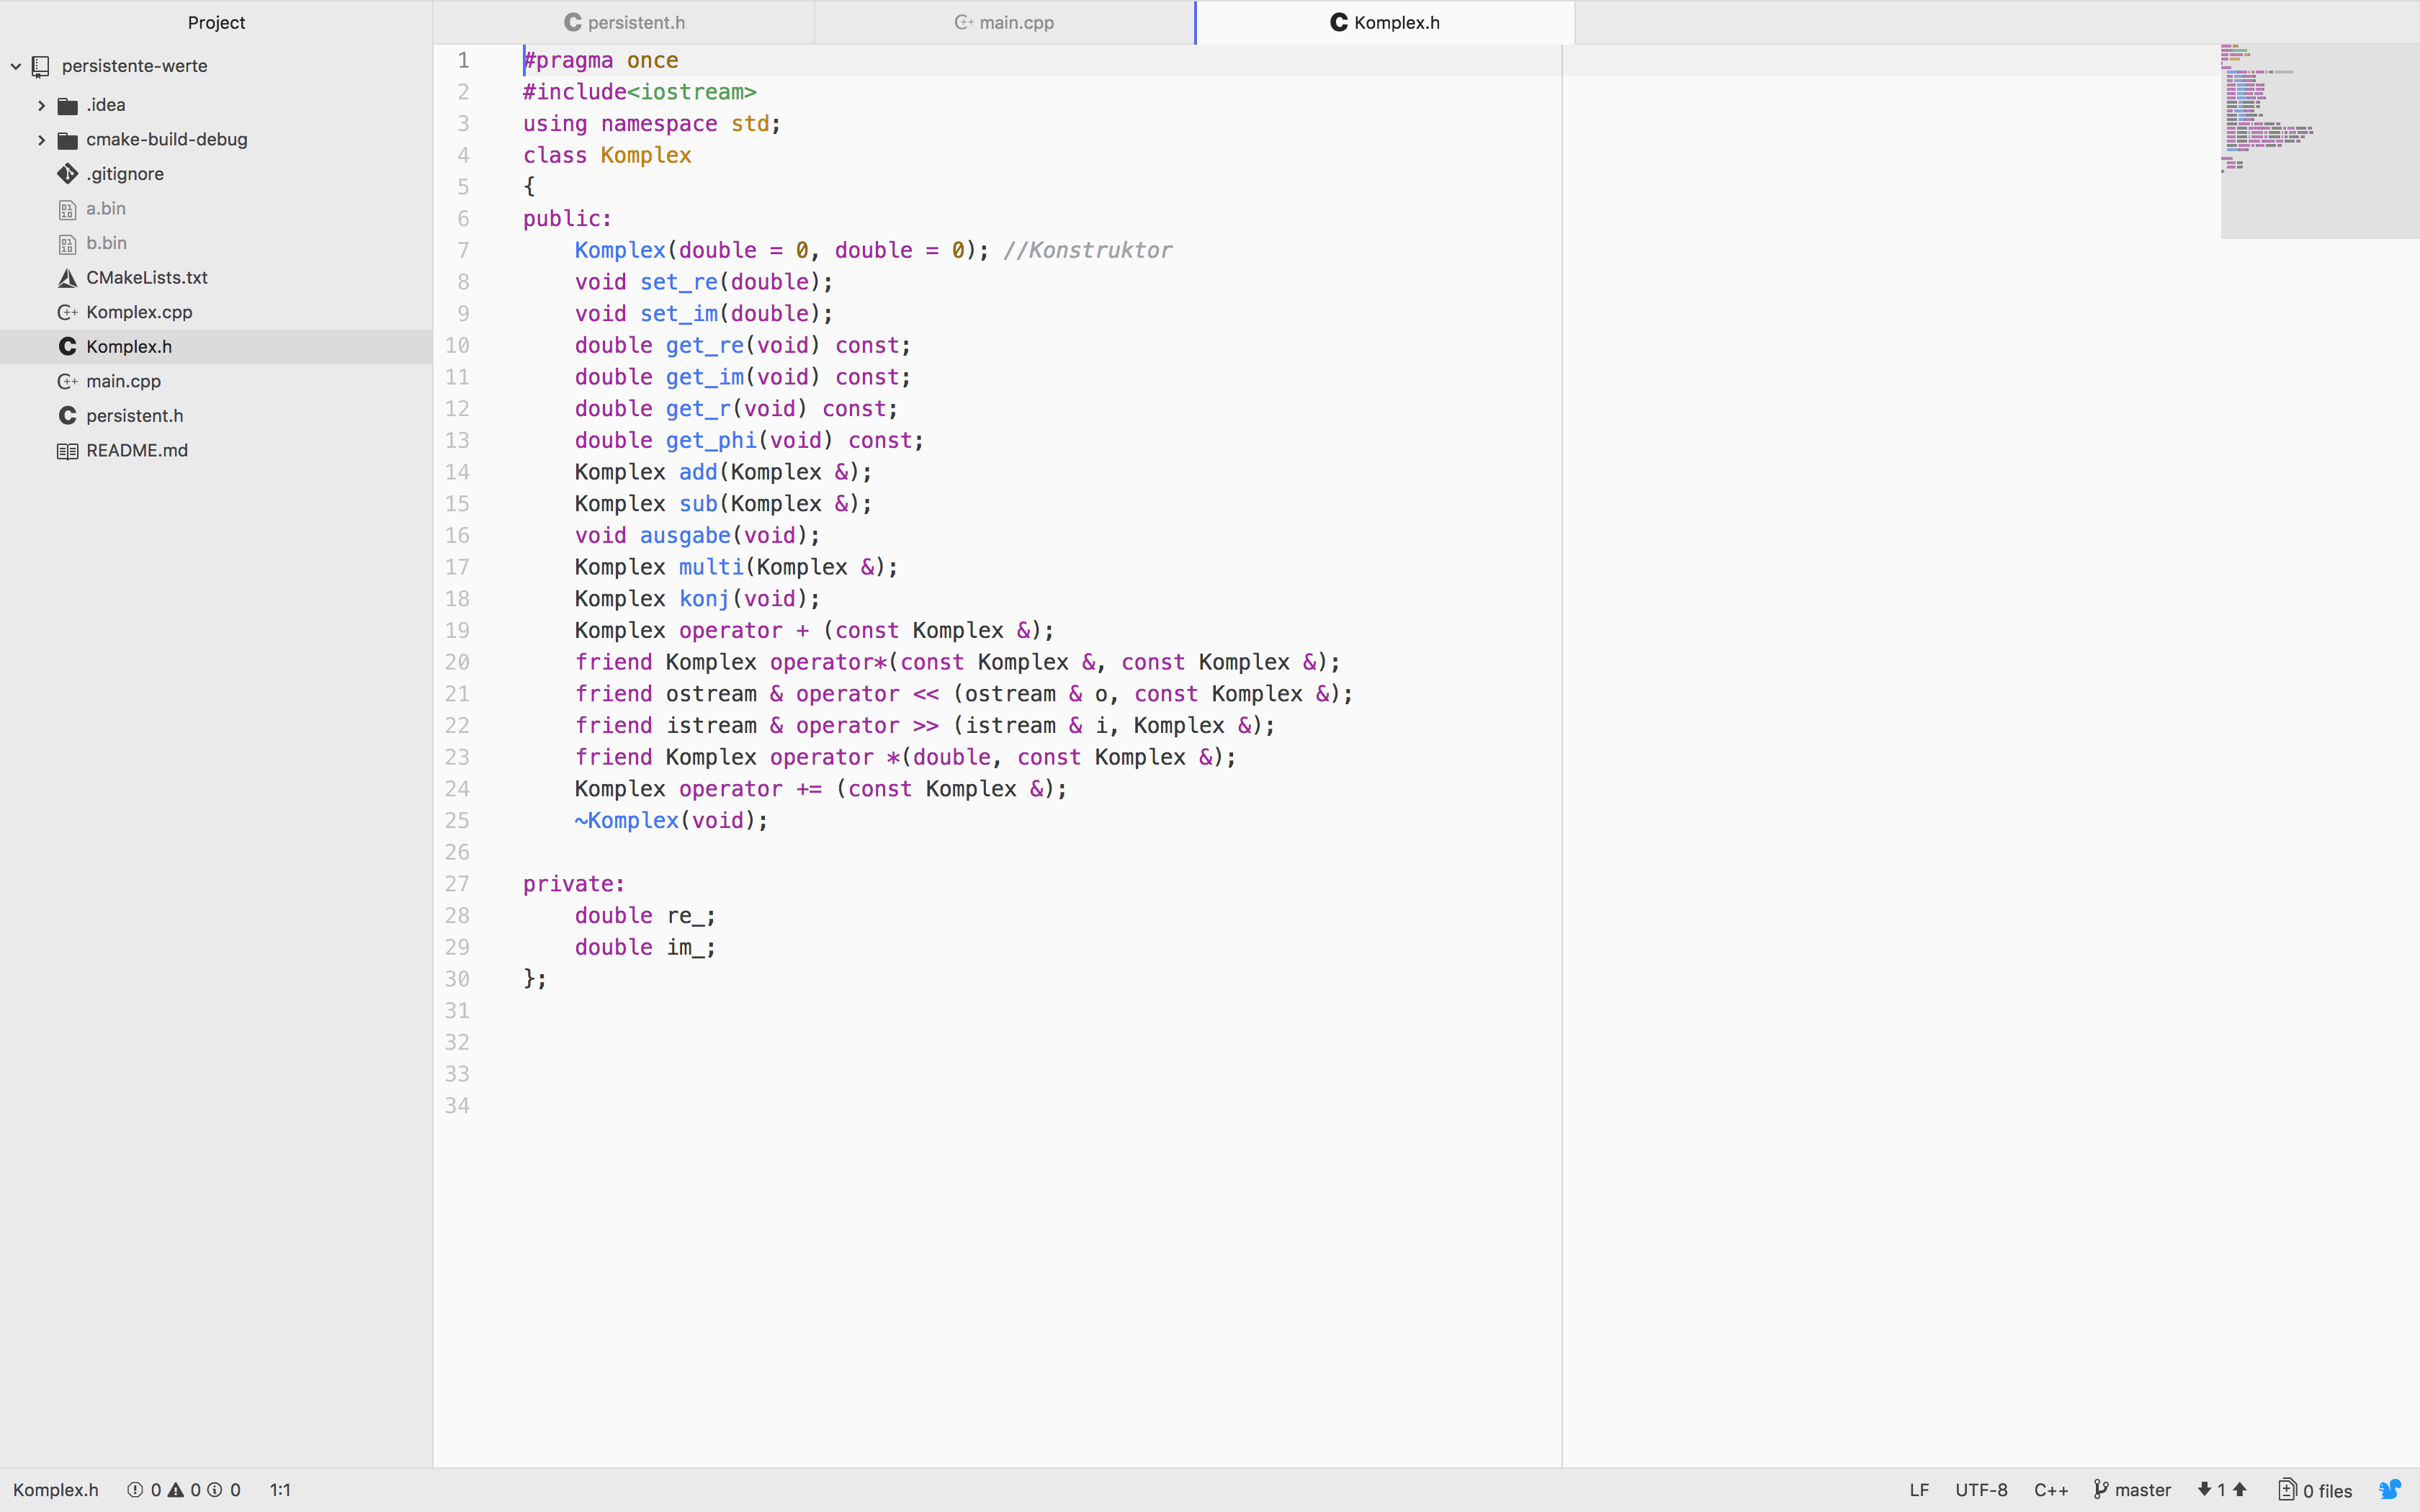 Project
persistente-werte
.idea
cmake-build-debug
.gitignore
a.bin
b.bin
CMakeLists.txt
Komplex.cpp
Komplex.h
main.cpp
persistent.h
README.md
persistent.h
main.cpp
Komplex.h
1 #pragma once
2 #include<iostream>
3 using namespace std;
4 class Komplex
5 {
6 public:
7     Komplex(double = 0, double = 0); //Konstruktor
8     void set_re(double);
9     void set_im(double);
10     double get_re(void) const;
11     double get_im(void) const;
12     double get_r(void) const;
13     double get_phi(void) const;
14     Komplex add(Komplex &);
15     Komplex sub(Komplex &);
16     void ausgabe(void);
17     Komplex multi(Komplex &);
18     Komplex konj(void);
19     Komplex operator + (const Komplex &);
20     friend Komplex operator*(const Komplex &, const Komplex &);
21     friend ostream & operator << (ostream & o, const Komplex &);
22     friend istream & operator >> (istream & i, Komplex &);
23     friend Komplex operator *(double, const Komplex &);
24     Komplex operator += (const Komplex &);
25     ~Komplex(void);
26
27 private:
28     double re_;
29     double im_;
30 };
31
32
33
34
Komplex.h 0 0 0 1:1 LF UTF-8 C++ master 1 0 files